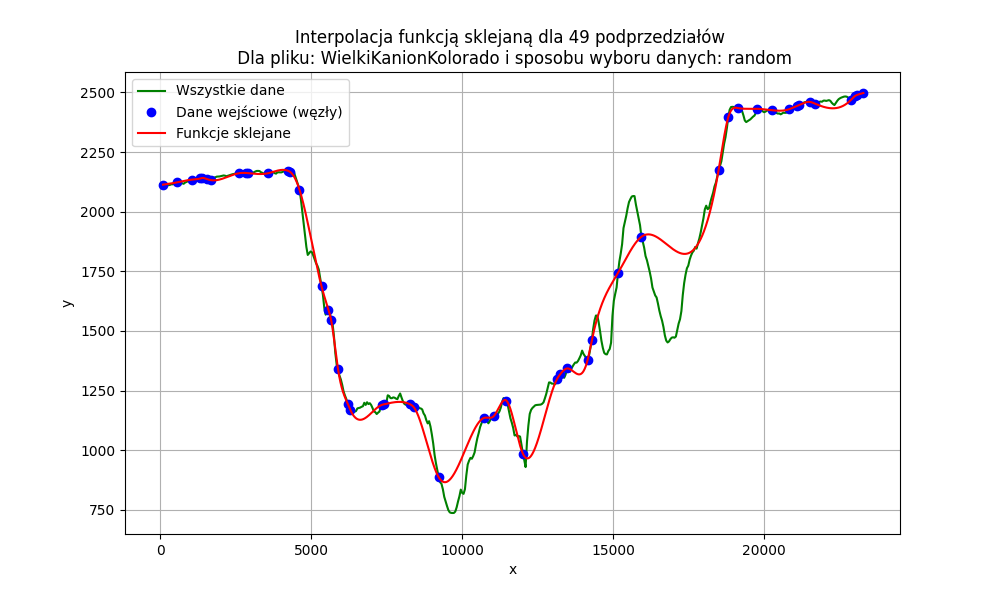 Interpolacja funkcją sklejaną dla 49 podprzedziałów
Dla pliku: WielkiKanionKolorado i sposobu wyboru danych: random
Wszystkie dane
Dane wejściowe (węzły)
Funkcje sklejane
2500
2250
2000
1750
1500
1250
1000
750
y
0
5000
10000
15000
20000
x